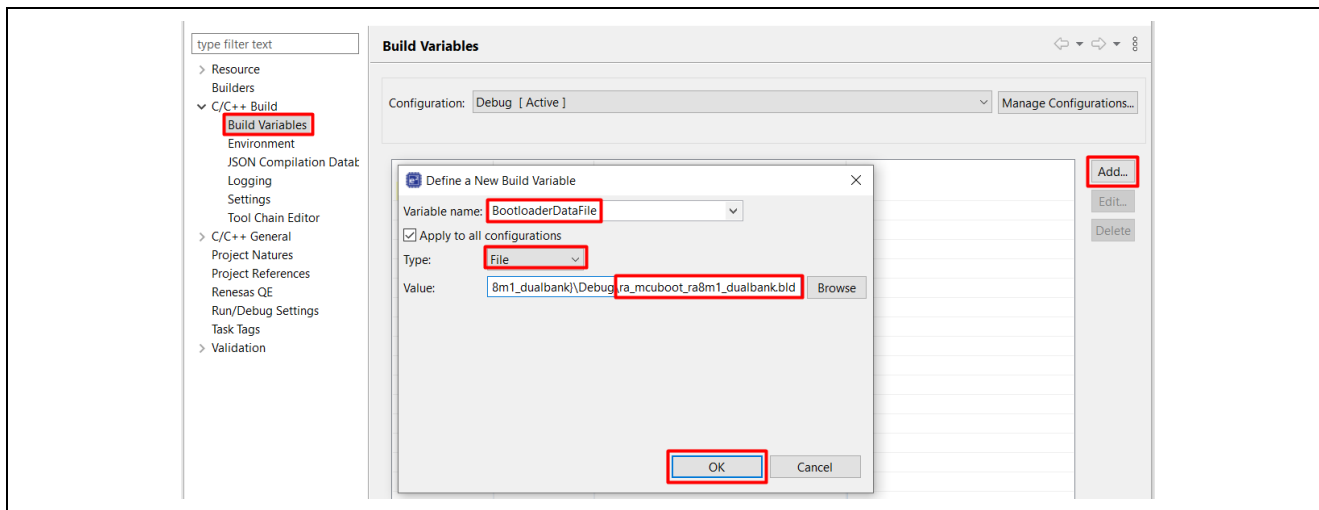 type filter text
Build Variables
Resource
Builders
C/C++ Build
Build Variables
Environment
JSON Compilation Datab
Logging
Settings
Tool Chain Editor
C/C++ General
Project Natures
Project References
Renesas QE
Run/Debug Settings
Task Tags
Validation
Configuration: Debug [ Active ]
Manage Configurations...
Add...
Edit...
Delete
Define a New Build Variable
Variable name: BootloaderDataFile
Apply to all configurations
Type: File
Value: 8m1_dualbank}\Debug\ra_mcuboot_ra8m1_dualbank.bld Browse
OK Cancel